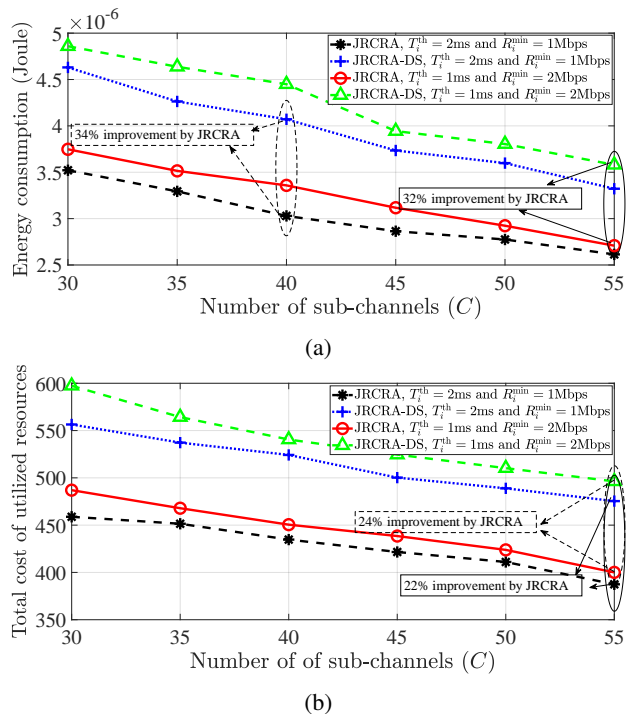 ×10⁻⁶
5
4.5
4
3.5
3
2.5
Energy consumption (Joule)
JRCRA, T_i^th = 2ms and R_i^min = 1Mbps
JRCRA-DS, T_i^th = 2ms and R_i^min = 1Mbps
JRCRA, T_i^th = 1ms and R_i^min = 2Mbps
JRCRA-DS, T_i^th = 1ms and R_i^min = 2Mbps
34% improvement by JRCRA
32% improvement by JRCRA
30 35 40 45 50 55
Number of sub-channels (C)
(a)
600
550
500
450
400
350
Total cost of utilized resources
JRCRA, T_i^th = 2ms and R_i^min = 1Mbps
JRCRA-DS, T_i^th = 2ms and R_i^min = 1Mbps
JRCRA, T_i^th = 1ms and R_i^min = 2Mbps
JRCRA-DS, T_i^th = 1ms and R_i^min = 2Mbps
24% improvement by JRCRA
22% improvement by JRCRA
30 35 40 45 50 55
Number of of sub-channels (C)
(b)